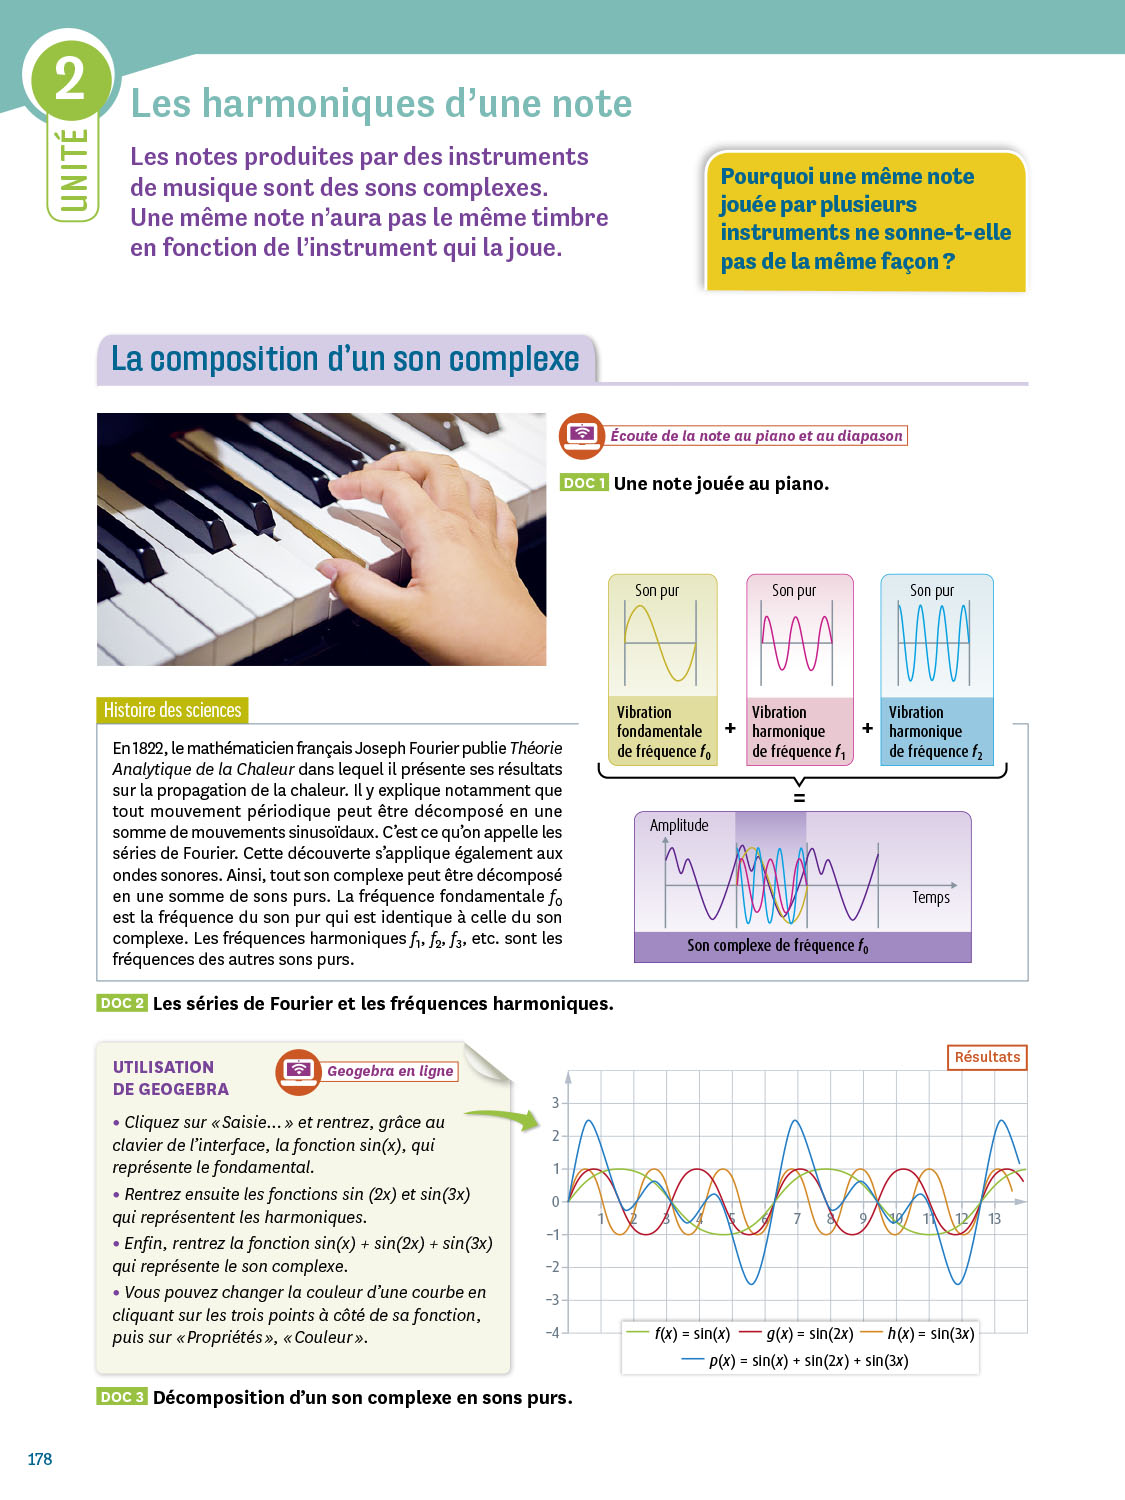 2
UNITÉ
Les harmoniques d’une note
Les notes produites par des instruments
de musique sont des sons complexes.
Une même note n’aura pas le même timbre
en fonction de l’instrument qui la joue.
Pourquoi une même note
jouée par plusieurs
instruments ne sonne-t-elle
pas de la même façon ?
La composition d’un son complexe
Écoute de la note au piano et au diapason
DOC 1 Une note jouée au piano.
Histoire des sciences
En 1822, le mathématicien français Joseph Fourier publie Théorie
Analytique de la Chaleur dans lequel il présente ses résultats
sur la propagation de la chaleur. Il y explique notamment que
tout mouvement périodique peut être décomposé en une
somme de mouvements sinusoïdaux. C’est ce qu’on appelle les
séries de Fourier. Cette découverte s’applique également aux
ondes sonores. Ainsi, tout son complexe peut être décomposé
en une somme de sons purs. La fréquence fondamentale f0
est la fréquence du son pur qui est identique à celle du son
complexe. Les fréquences harmoniques f1, f2, f3, etc. sont les
fréquences des autres sons purs.
Son pur
Vibration
fondamentale
de fréquence f0
+
Son pur
Vibration
harmonique
de fréquence f1
+
Son pur
Vibration
harmonique
de fréquence f2
=
Amplitude
Temps
Son complexe de fréquence f0
DOC 2 Les séries de Fourier et les fréquences harmoniques.
UTILISATION
DE GEOGEBRA
Geogebra en ligne
• Cliquez sur « Saisie... » et rentrez, grâce au
clavier de l’interface, la fonction sin(x), qui
représente le fondamental.
• Rentrez ensuite les fonctions sin (2x) et sin(3x)
qui représentent les harmoniques.
• Enfin, rentrez la fonction sin(x) + sin(2x) + sin(3x)
qui représente le son complexe.
• Vous pouvez changer la couleur d’une courbe en
cliquant sur les trois points à côté de sa fonction,
puis sur « Propriétés », « Couleur ».
Résultats
3
2
1
0
–1
–2
–3
–4
1 2 3 4 5 6 7 8 9 10 11 12 13
f(x) = sin(x) g(x) = sin(2x) h(x) = sin(3x)
p(x) = sin(x) + sin(2x) + sin(3x)
DOC 3 Décomposition d’un son complexe en sons purs.
178